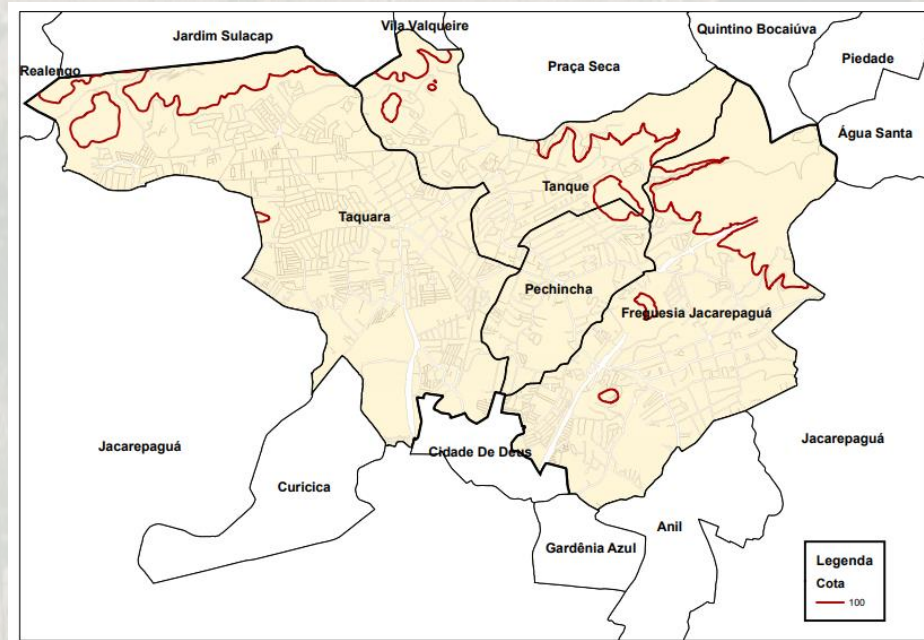 Vila Valqueire
Quintino Bocaiúva
Jardim Sulacap
Piedade
Praça Seca
Realengo
Água Santa
Tanque
Taquara
Pechincha
Freguesia Jacarepaguá
Jacarepaguá
Jacarepaguá
Cidade De Deus
Curicica
Anil
Gardênia Azul
Legenda
Cota
100